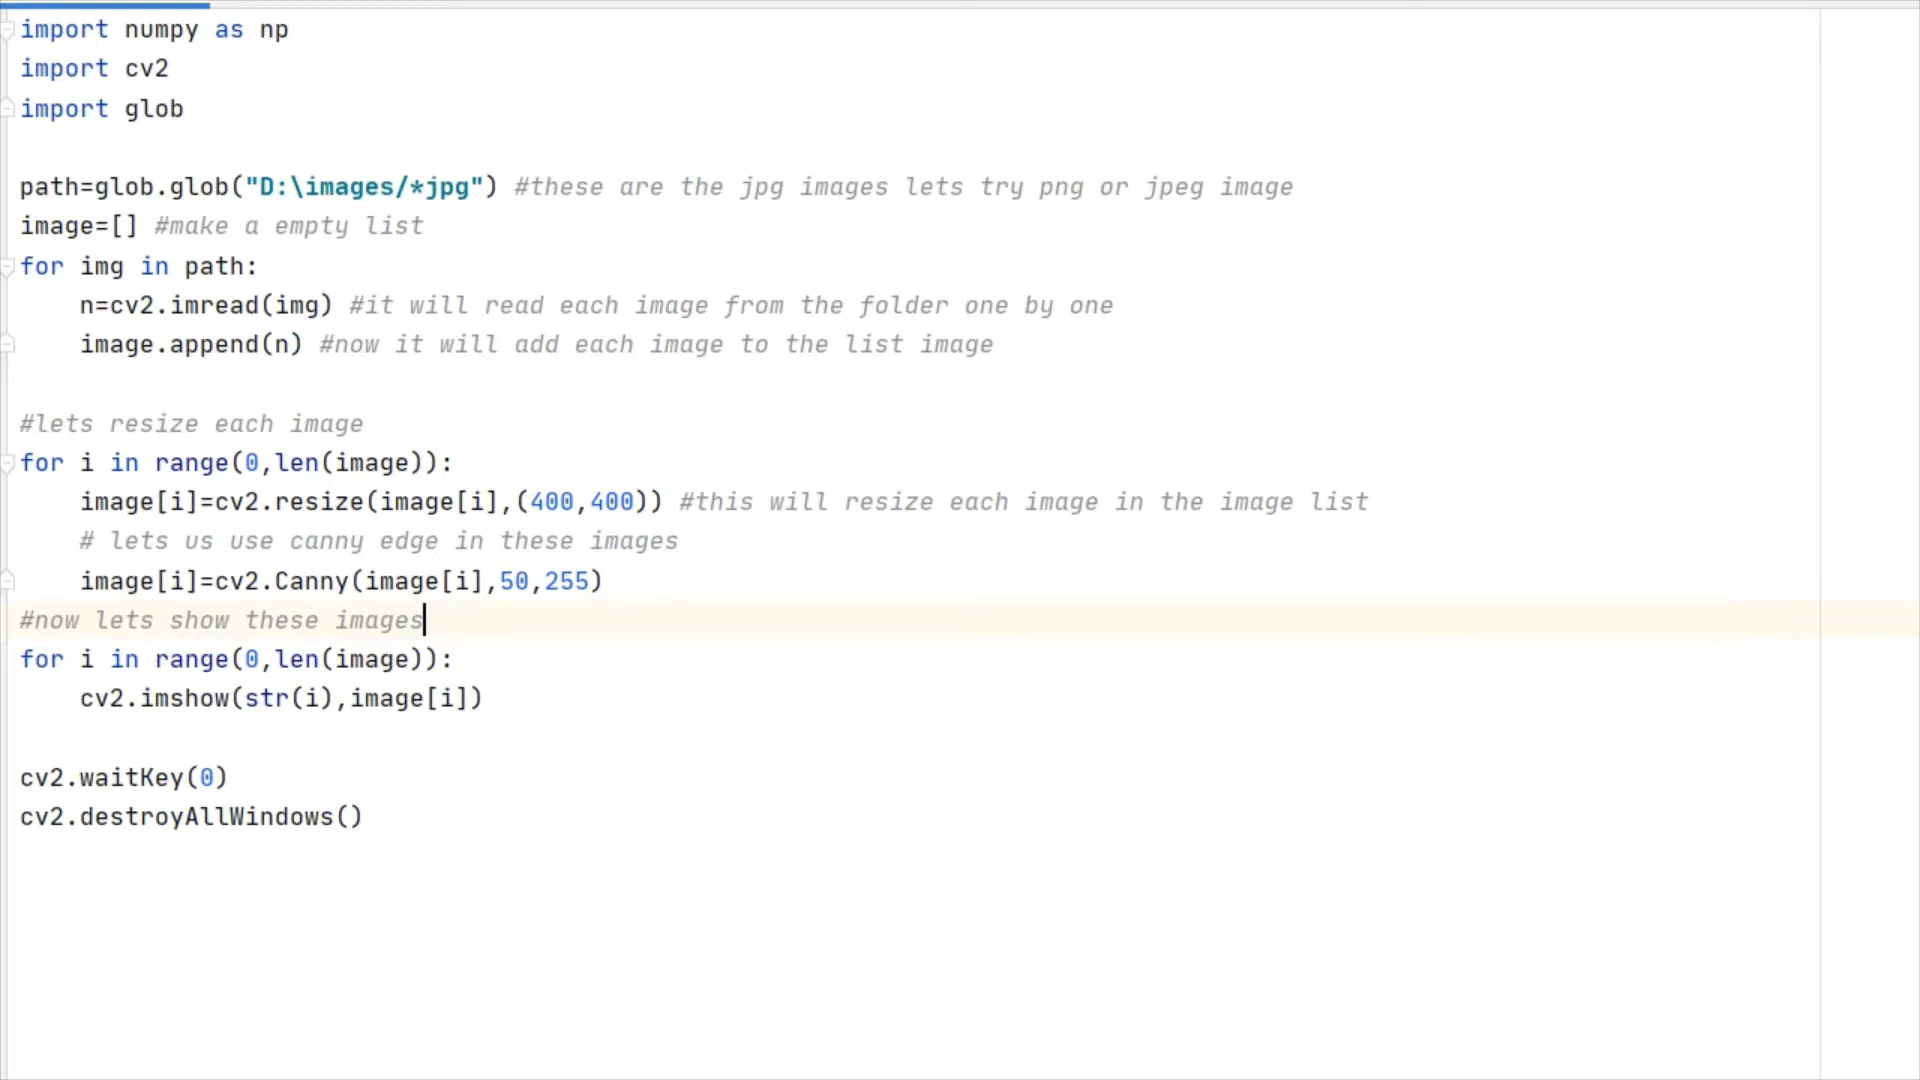 import numpy as np
import cv2
import glob
path=glob.glob("D:\images/*jpg") #these are the jpg images lets try png or jpeg image
image=[] #make a empty list
for img in path:
    n=cv2.imread(img) #it will read each image from the folder one by one
    image.append(n) #now it will add each image to the list image
#lets resize each image
for i in range(0,len(image)):
    image[i]=cv2.resize(image[i],(400,400)) #this will resize each image in the image list
    # lets us use canny edge in these images
    image[i]=cv2.Canny(image[i],50,255)
#now lets show these images
for i in range(0,len(image)):
    cv2.imshow(str(i),image[i])
cv2.waitKey(0)
cv2.destroyAllWindows()